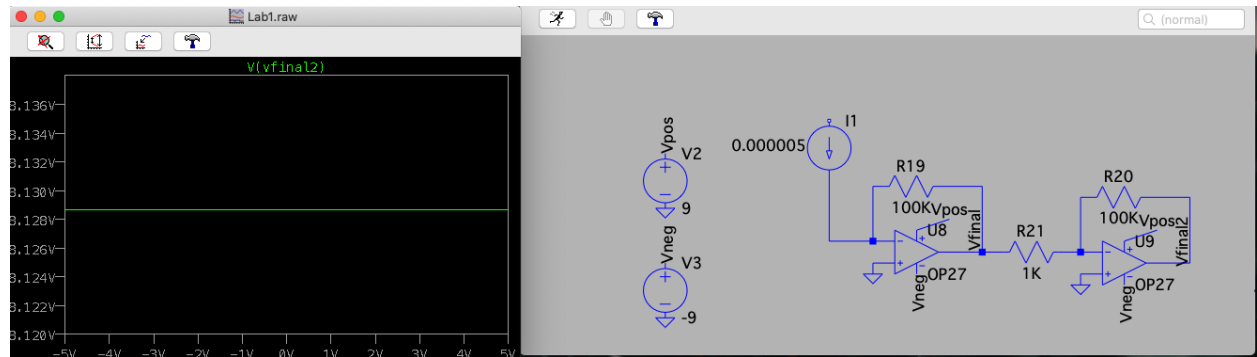 Lab1.raw
(normal)
V(vfinal2)
8.136V
8.134V
8.132V
8.130V
8.128V
8.126V
8.124V
8.122V
8.120V
-5V -4V -3V -2V -1V 0V 1V 2V 3V 4V 5V
Vpos
V2
9
Vneg
V3
-9
I1
0.000005
R19
100K
Vpos
U8
OP27
Vneg
Vfinal
R21
1K
R20
100K
Vpos
U9
OP27
Vneg
Vfinal2